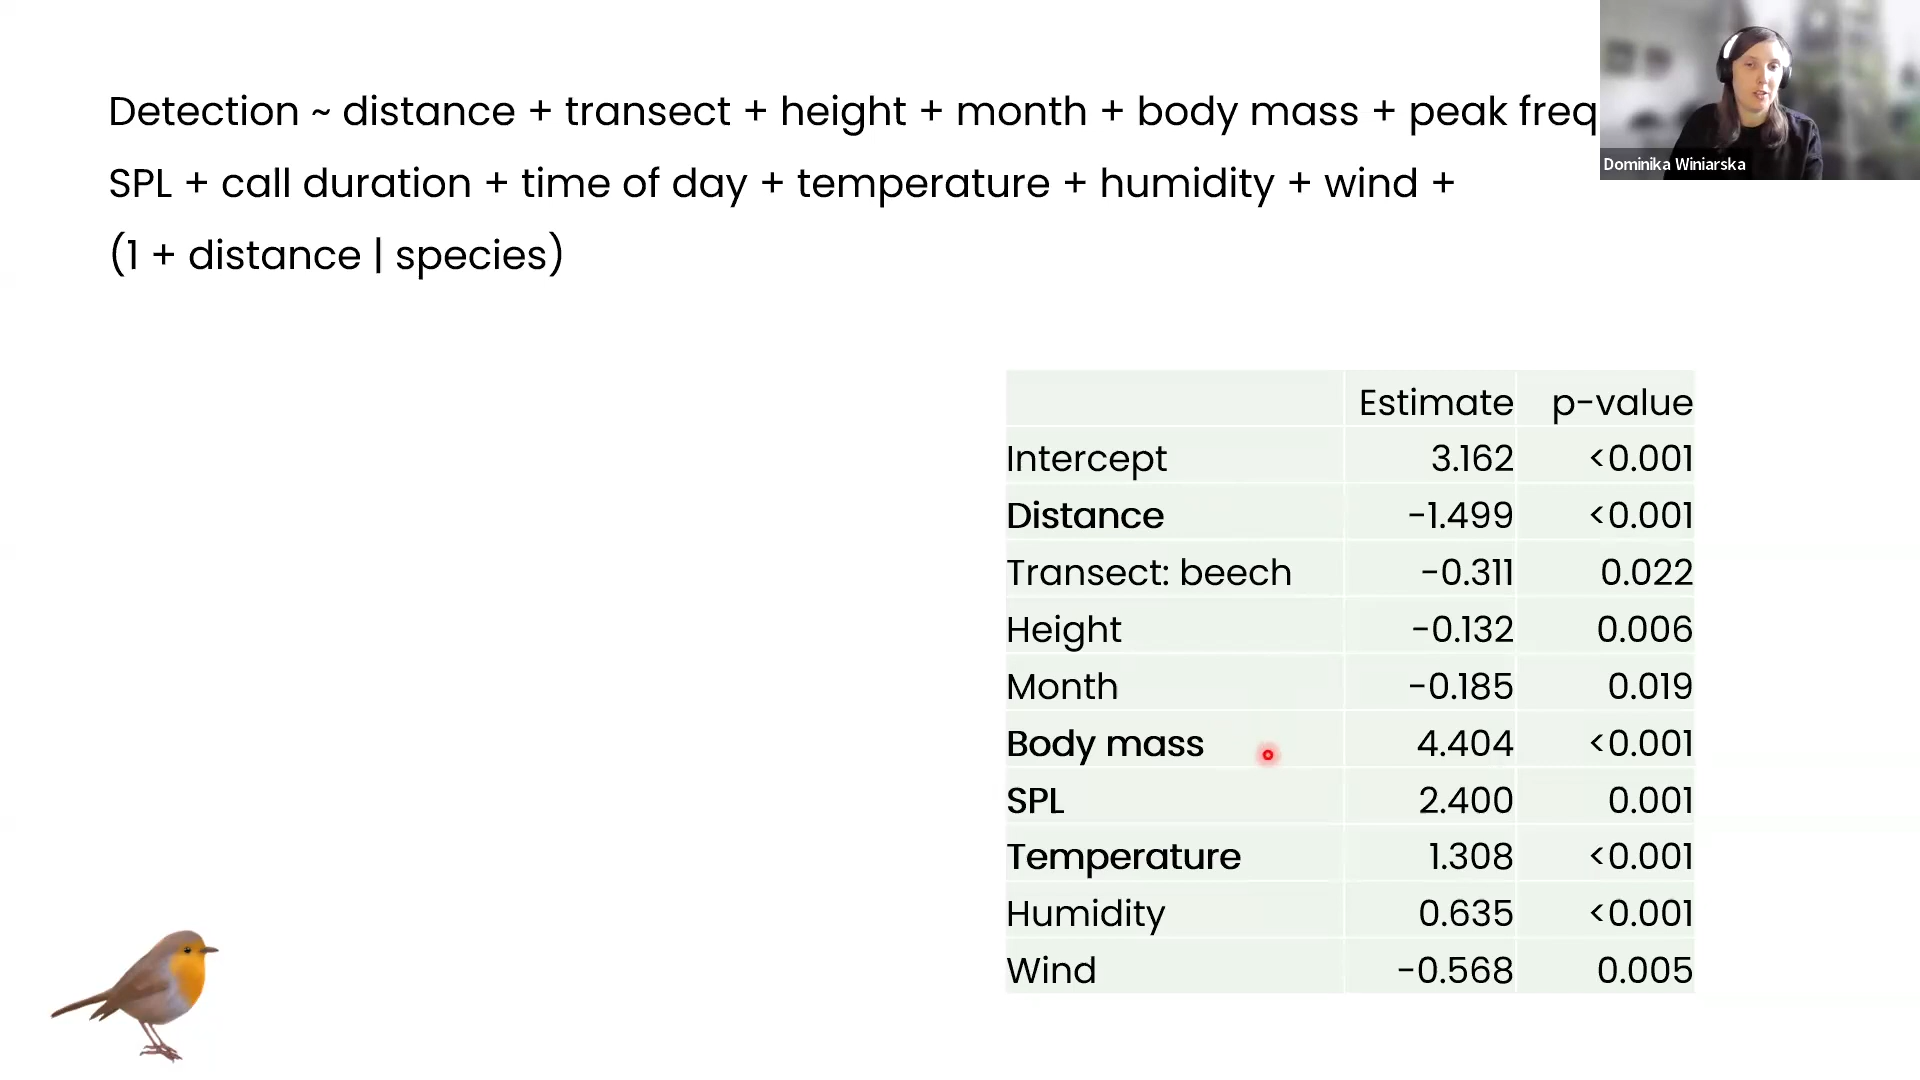 Detection ~ distance + transect + height + month + body mass + peak freq
SPL + call duration + time of day + temperature + humidity + wind +
(1 + distance | species)
Dominika Winiarska
Estimate p-value
Intercept 3.162 <0.001
Distance -1.499 <0.001
Transect: beech -0.311 0.022
Height -0.132 0.006
Month -0.185 0.019
Body mass 4.404 <0.001
SPL 2.400 0.001
Temperature 1.308 <0.001
Humidity 0.635 <0.001
Wind -0.568 0.005